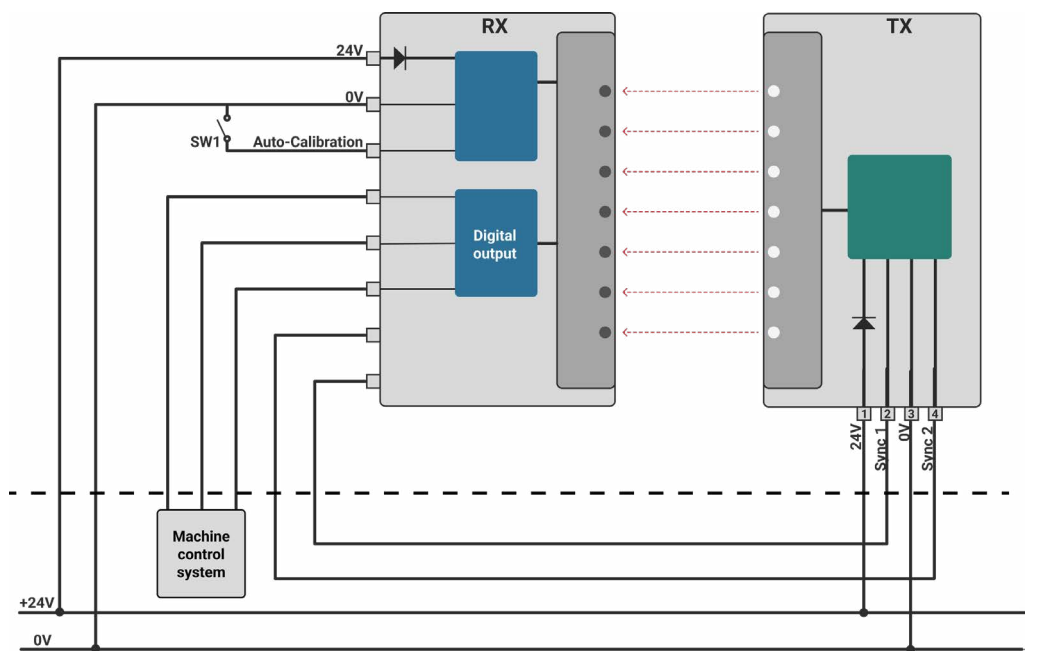 RX
TX
24V
0V
SW1
Auto-Calibration
Digital
output
1
2
3
4
24V
Sync 1
0V
Sync 2
Machine
control
system
+24V
0V